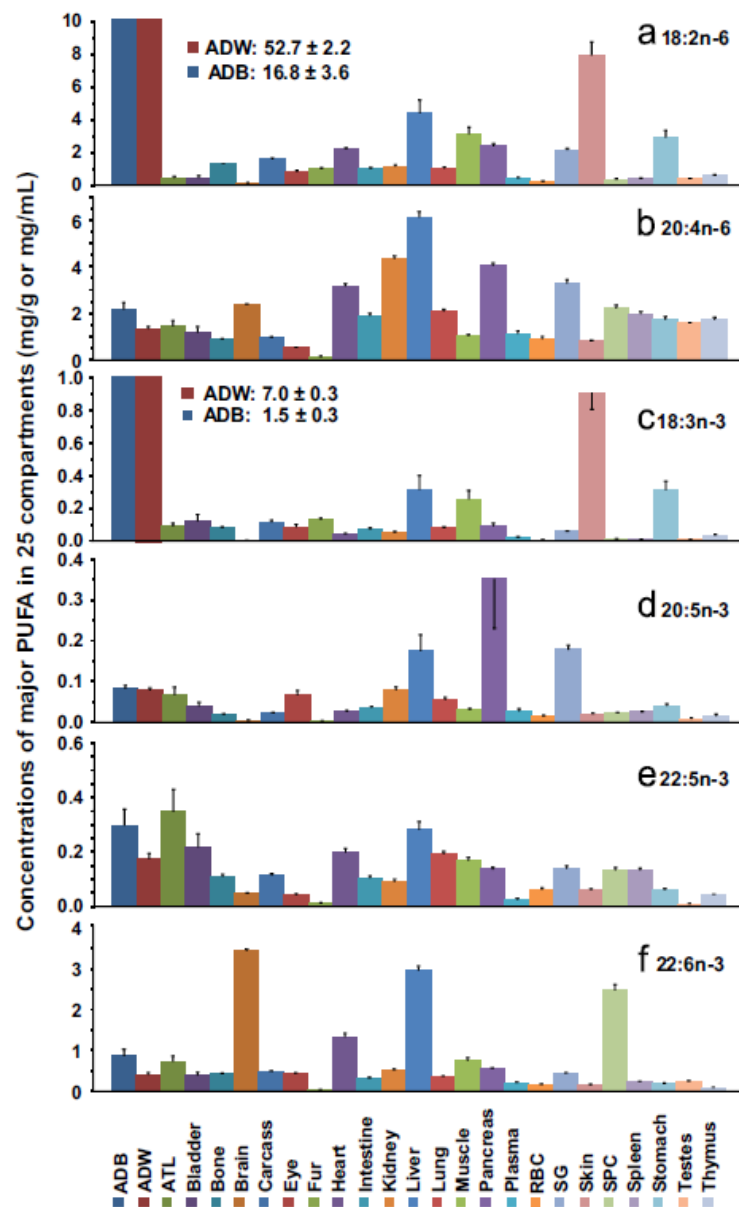 Concentrations of major PUFA in 25 compartments (mg/g or mg/mL)
10
8
6
4
2
0
ADW: 52.7 ± 2.2
ADB: 16.8 ± 3.6
a 18:2n-6
6
4
2
0
b 20:4n-6
1.0
0.8
0.6
0.4
0.2
0.0
ADW: 7.0 ± 0.3
ADB: 1.5 ± 0.3
c 18:3n-3
0.4
0.3
0.2
0.1
0.0
d 20:5n-3
0.6
0.4
0.2
0.0
e 22:5n-3
4
3
2
1
0
f 22:6n-3
ADB
ADW
ATL
Bladder
Bone
Brain
Carcass
Eye
Fur
Heart
Intestine
Kidney
Liver
Lung
Muscle
Pancreas
Plasma
RBC
SG
Skin
SPC
Spleen
Stomach
Testes
Thymus